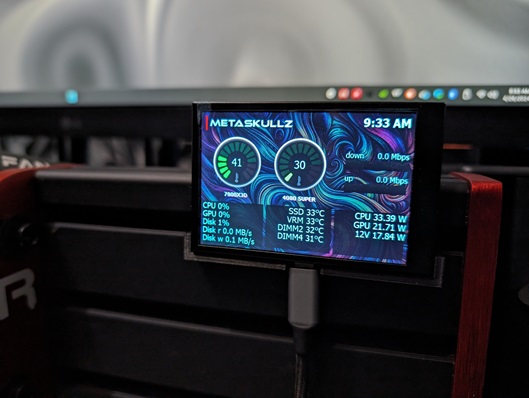 METASKULLZ 9:33 AM
41
30
down 0.0 Mbps
up 0.0 Mbps
7800X3D
4080 SUPER
CPU 0%
GPU 0%
Disk 1%
Disk r 0.0 MB/s
Disk w 0.1 MB/s
SSD 33°C
VRM 33°C
DIMM2 32°C
DIMM4 31°C
CPU 33.39 W
GPU 21.71 W
12V 17.84 W
FAN
R